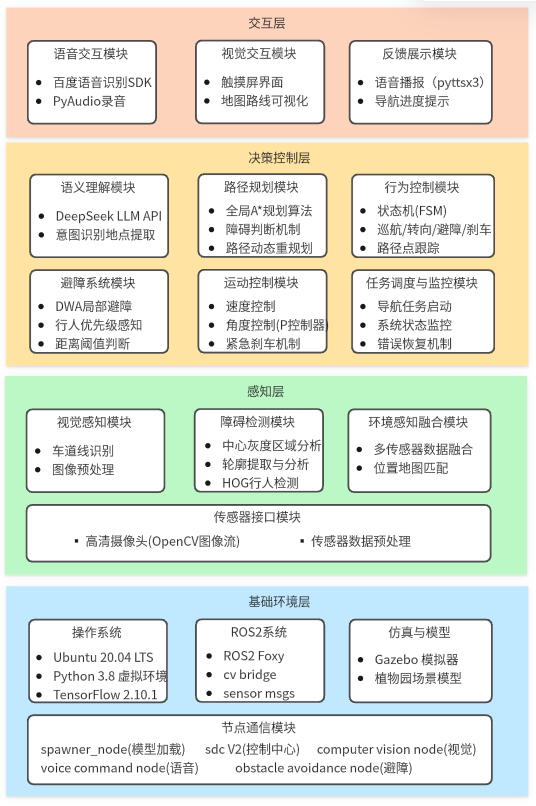 交互层
语音交互模块
• 百度语音识别SDK
• PyAudio录音
视觉交互模块
• 触摸屏界面
• 地图路线可视化
反馈展示模块
• 语音播报（pyttsx3）
• 导航进度提示
决策控制层
语义理解模块
• DeepSeek LLM API
• 意图识别地点提取
路径规划模块
• 全局A*规划算法
• 障碍判断机制
• 路径动态重规划
行为控制模块
• 状态机(FSM)
• 巡航/转向/避障/刹车
• 路径点跟踪
避障系统模块
• DWA局部避障
• 行人优先级感知
• 距离阈值判断
运动控制模块
• 速度控制
• 角度控制(P控制器)
• 紧急刹车机制
任务调度与监控模块
• 导航任务启动
• 系统状态监控
• 错误恢复机制
感知层
视觉感知模块
• 车道线识别
• 图像预处理
障碍检测模块
• 中心灰度区域分析
• 轮廓提取与分析
• HOG行人检测
环境感知融合模块
• 多传感器数据融合
• 位置地图匹配
传感器接口模块
▪ 高清摄像头(OpenCV图像流) ▪ 传感器数据预处理
基础环境层
操作系统
• Ubuntu 20.04 LTS
• Python 3.8 虚拟环境
• TensorFlow 2.10.1
ROS2系统
• ROS2 Foxy
• cv bridge
• sensor msgs
仿真与模型
• Gazebo 模拟器
• 植物园场景模型
节点通信模块
spawner_node(模型加载) sdc V2(控制中心) computer vision node(视觉)
voice command node(语音) obstacle avoidance node(避障)